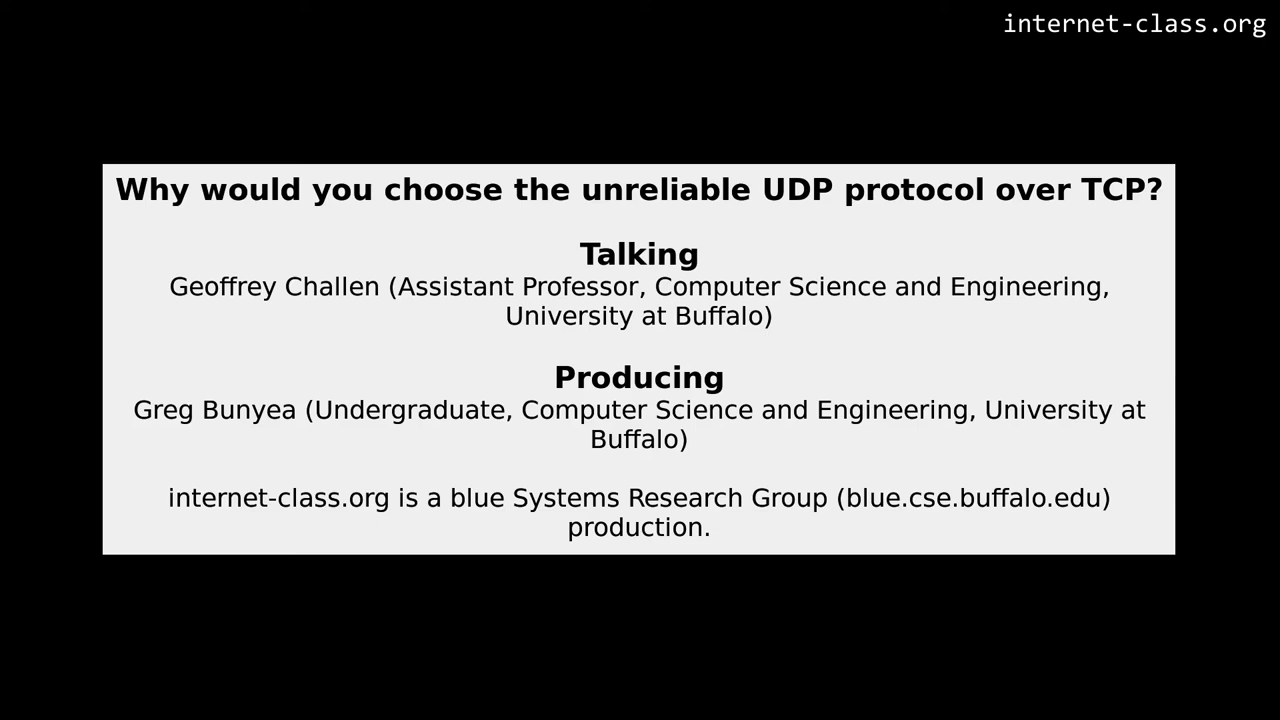 internet-class.org
Why would you choose the unreliable UDP protocol over TCP?
Talking
Geoffrey Challen (Assistant Professor, Computer Science and Engineering,
University at Buffalo)
Producing
Greg Bunyea (Undergraduate, Computer Science and Engineering, University at
Buffalo)
internet-class.org is a blue Systems Research Group (blue.cse.buffalo.edu)
production.